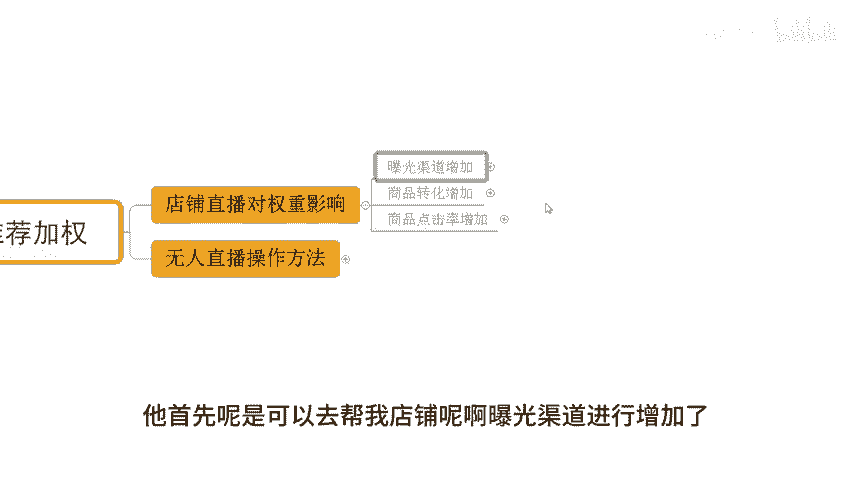 曝光渠道增加
店铺直播对权重影响
商品转化增加
商品点击率增加
荐加权
无人直播操作方法
他首先呢是可以去帮我店铺呢啊曝光渠道进行增加了